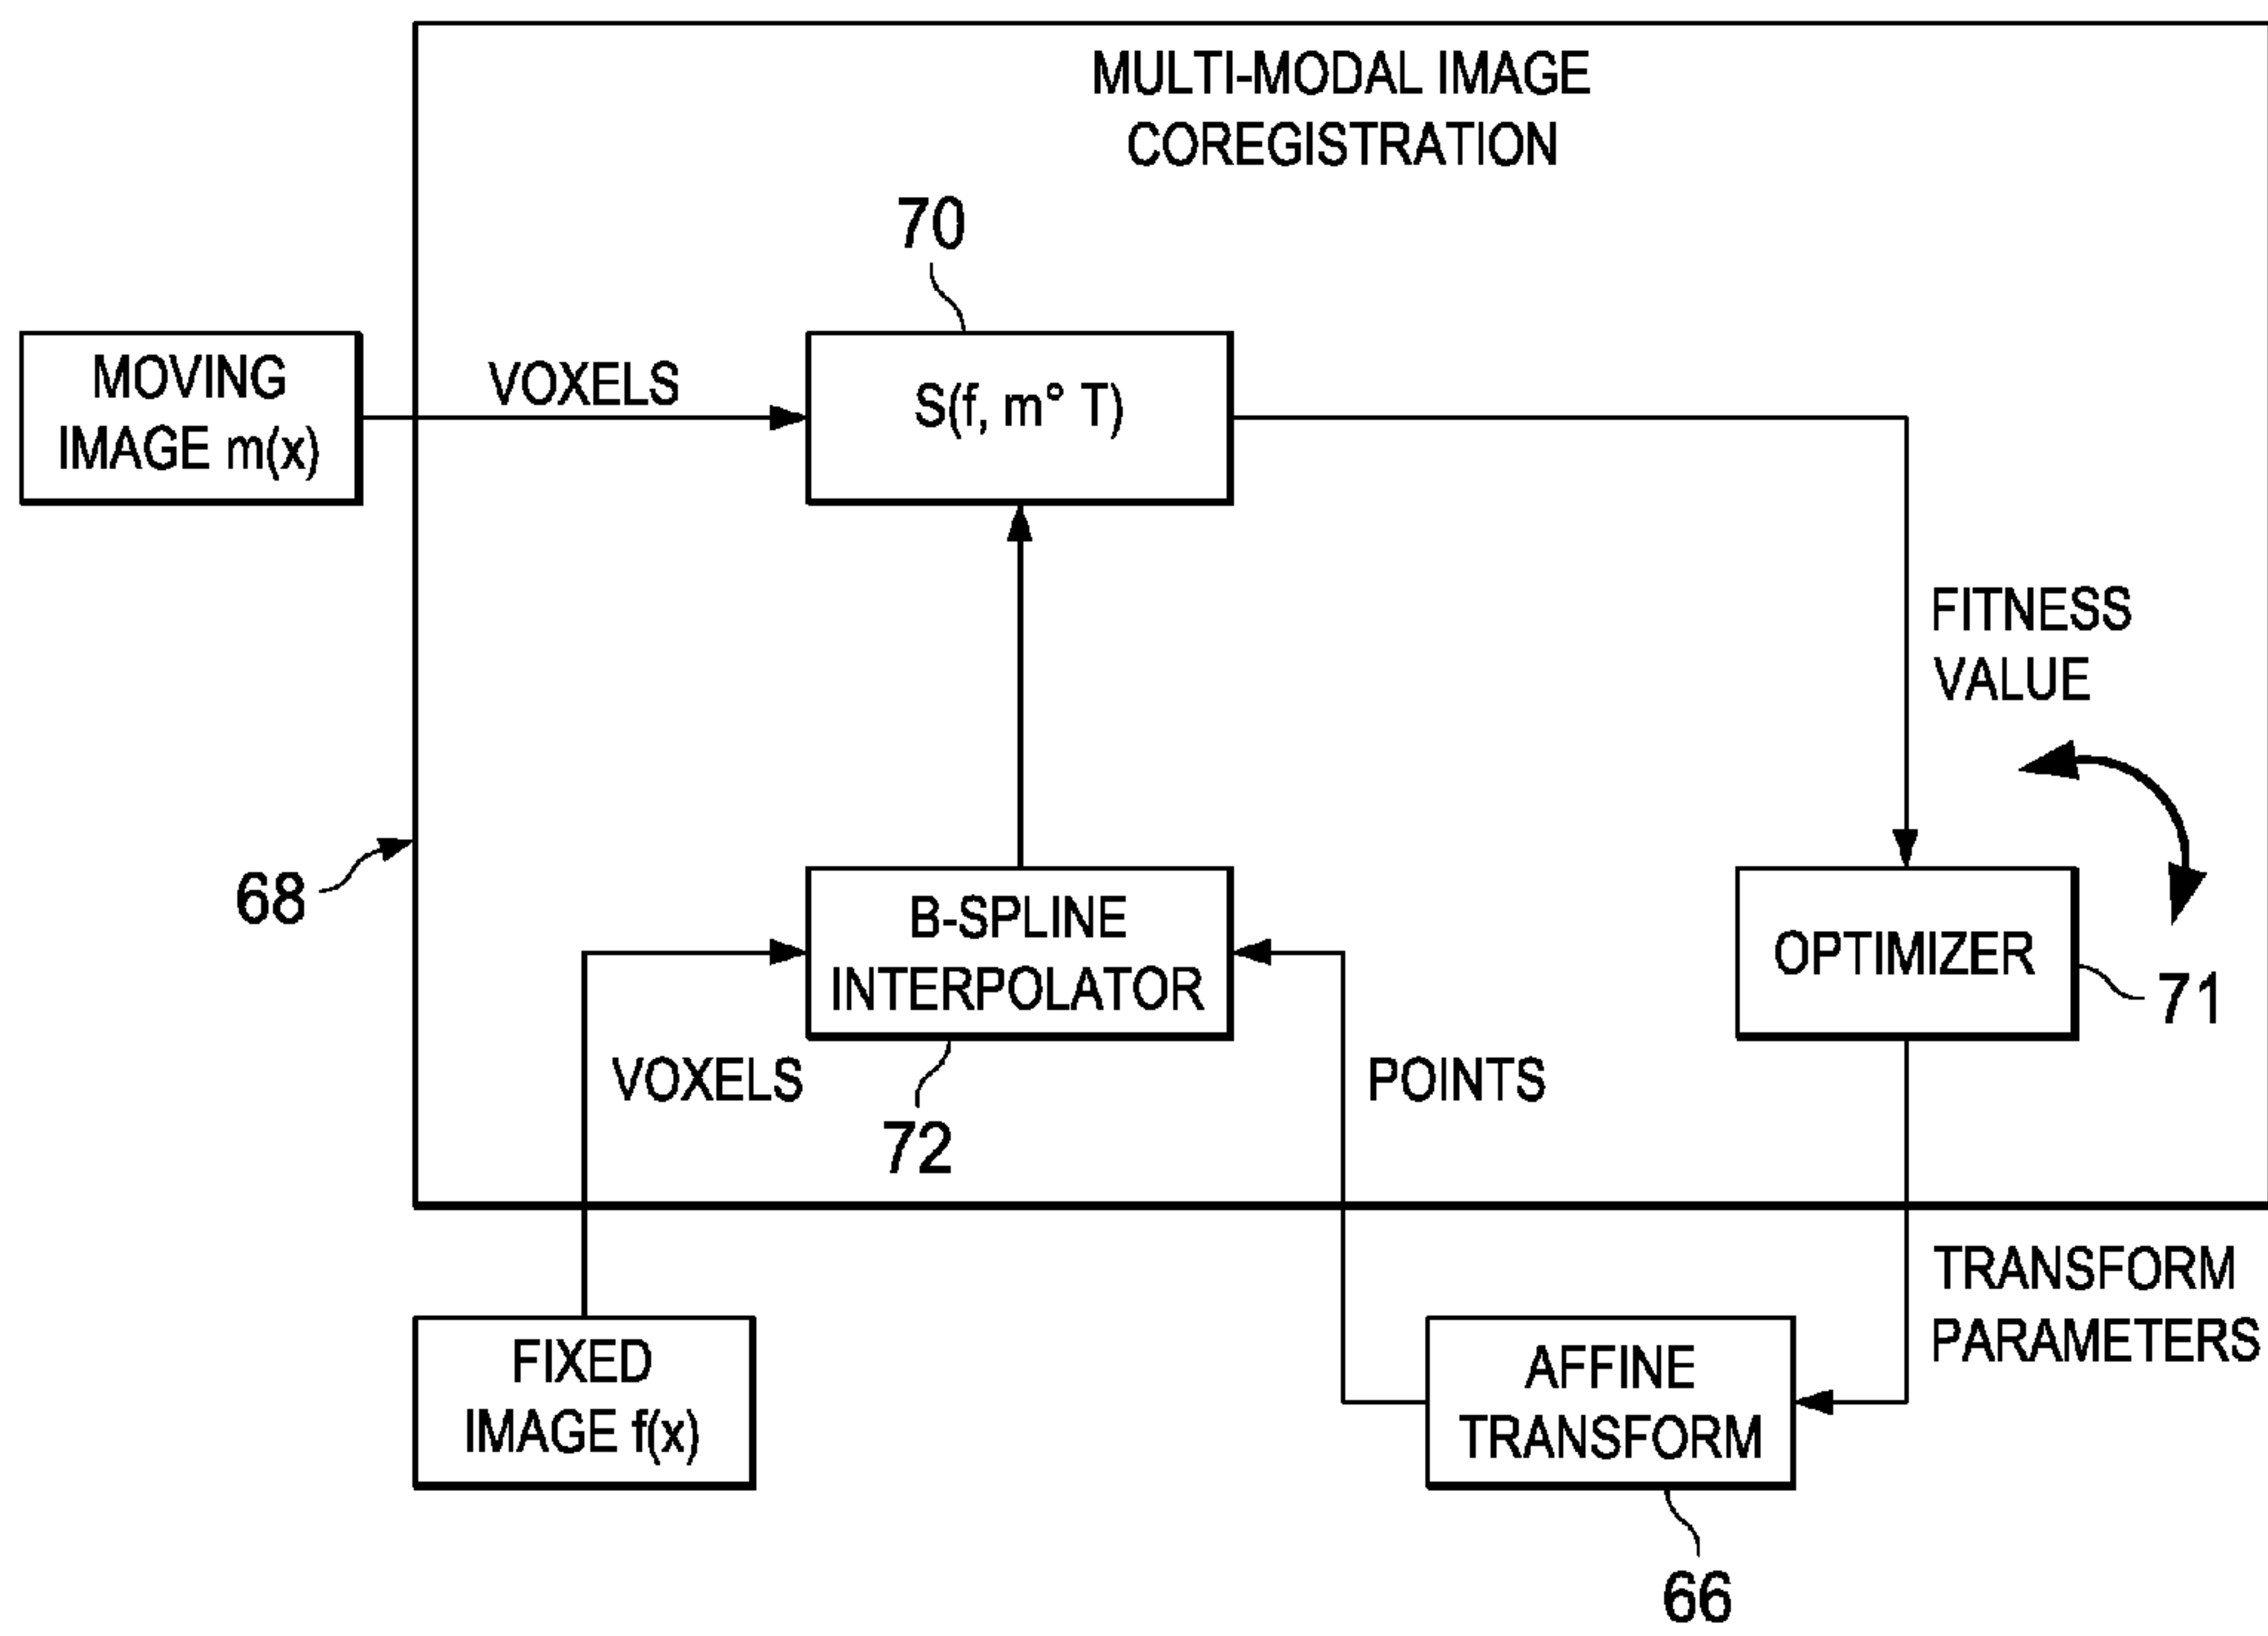 MULTI-MODAL IMAGE
COREGISTRATION
70
MOVING
IMAGE m(x)
VOXELS
S(f, m° T)
FITNESS
VALUE
68
B-SPLINE
INTERPOLATOR
OPTIMIZER
71
VOXELS
72
POINTS
FIXED
IMAGE f(x)
AFFINE
TRANSFORM
TRANSFORM
PARAMETERS
66